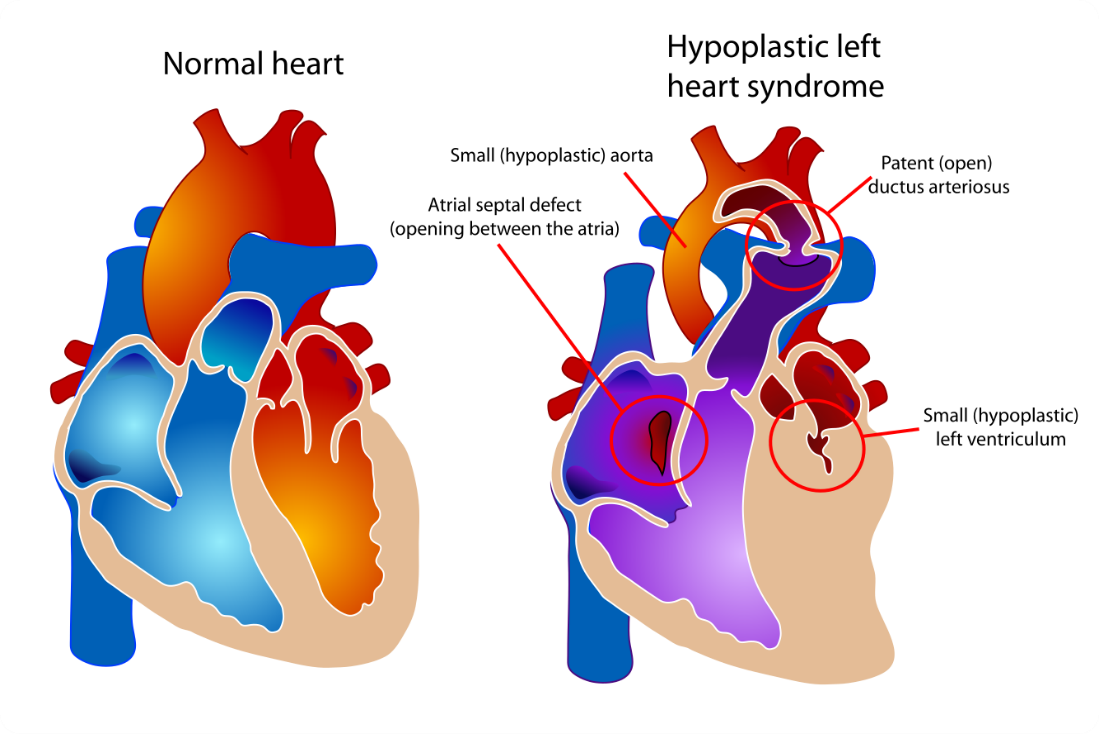 Normal heart
Hypoplastic left
heart syndrome
Small (hypoplastic) aorta
Atrial septal defect
(opening between the atria)
Patent (open)
ductus arteriosus
Small (hypoplastic)
left ventriculum